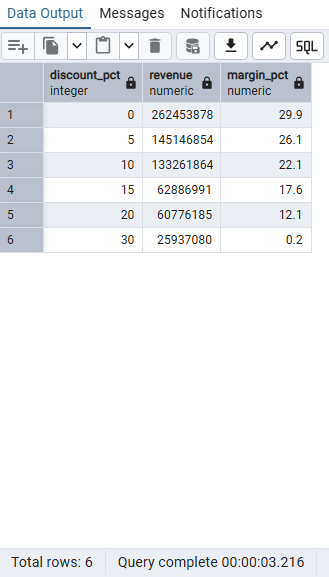 Data Output Messages Notifications
SQL
discount_pct revenue margin_pct
integer numeric numeric
1 0 262453878 29.9
2 5 145146854 26.1
3 10 133261864 22.1
4 15 62886991 17.6
5 20 60776185 12.1
6 30 25937080 0.2
Total rows: 6 Query complete 00:00:03.216